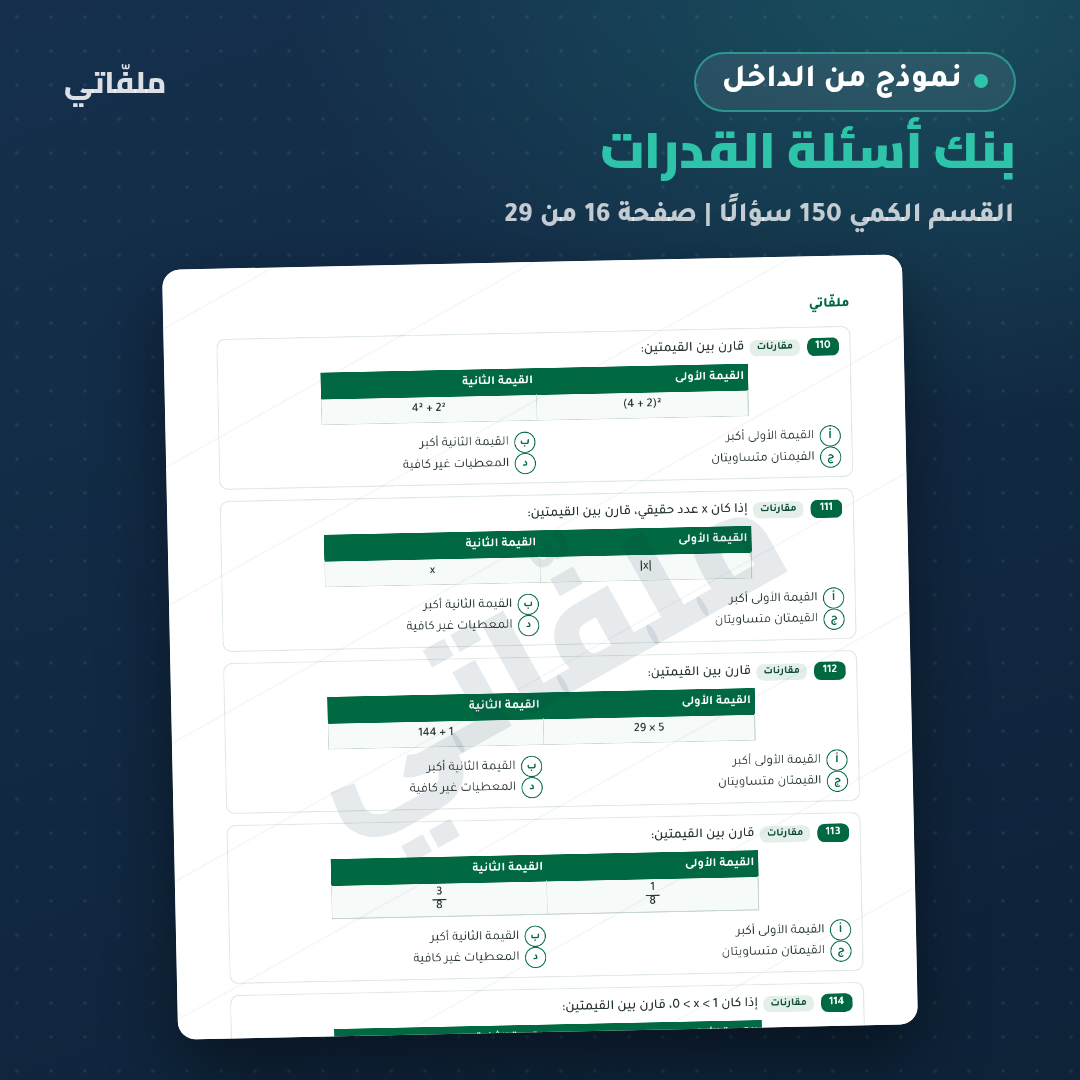 نموذج من الداخل
ملفّاتي
بنك أسئلة القدرات
القسم الكمي 150 سؤالًا | صفحة 16 من 29
ملفّاتي
110 مقارنات قارن بين القيمتين:
القيمة الأولى القيمة الثانية
(4 + 2)² 4² + 2²
أ القيمة الأولى أكبر ب القيمة الثانية أكبر
ج القيمتان متساويتان د المعطيات غير كافية
111 مقارنات إذا كان x عدد حقيقي، قارن بين القيمتين:
القيمة الأولى القيمة الثانية
|x| x
أ القيمة الأولى أكبر ب القيمة الثانية أكبر
ج القيمتان متساويتان د المعطيات غير كافية
ملفّاتي
112 مقارنات قارن بين القيمتين:
القيمة الأولى القيمة الثانية
29 × 5 144 + 1
أ القيمة الأولى أكبر ب القيمة الثانية أكبر
ج القيمتان متساويتان د المعطيات غير كافية
113 مقارنات قارن بين القيمتين:
القيمة الأولى القيمة الثانية
1/8 3/8
أ القيمة الأولى أكبر ب القيمة الثانية أكبر
ج القيمتان متساويتان د المعطيات غير كافية
114 مقارنات إذا كان 0 < x < 1، قارن بين القيمتين: